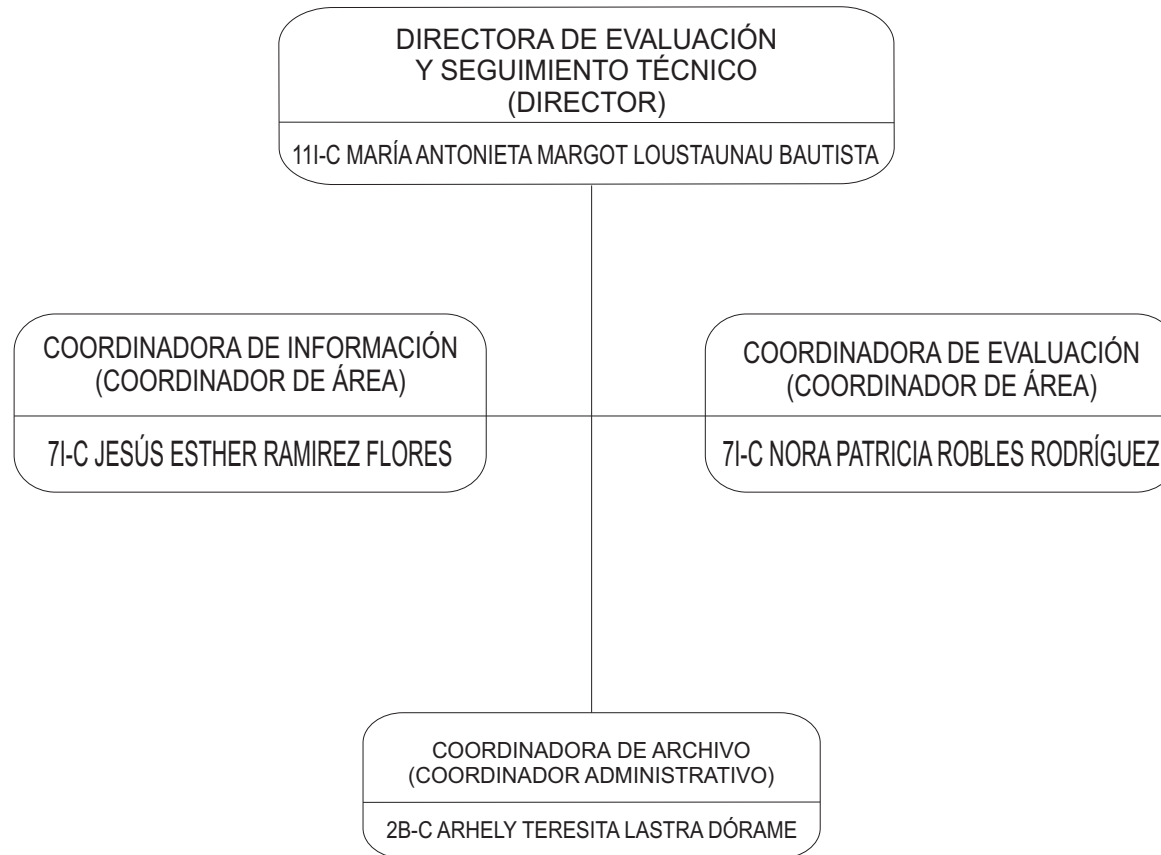 DIRECTORA DE EVALUACIÓN
Y SEGUIMIENTO TÉCNICO
(DIRECTOR)
11I-C MARÍA ANTONIETA MARGOT LOUSTAUNAU BAUTISTA
COORDINADORA DE INFORMACIÓN
(COORDINADOR DE ÁREA)
7I-C JESÚS ESTHER RAMIREZ FLORES
COORDINADORA DE EVALUACIÓN
(COORDINADOR DE ÁREA)
7I-C NORA PATRICIA ROBLES RODRÍGUEZ
COORDINADORA DE ARCHIVO
(COORDINADOR ADMINISTRATIVO)
2B-C ARHELY TERESITA LASTRA DÓRAME